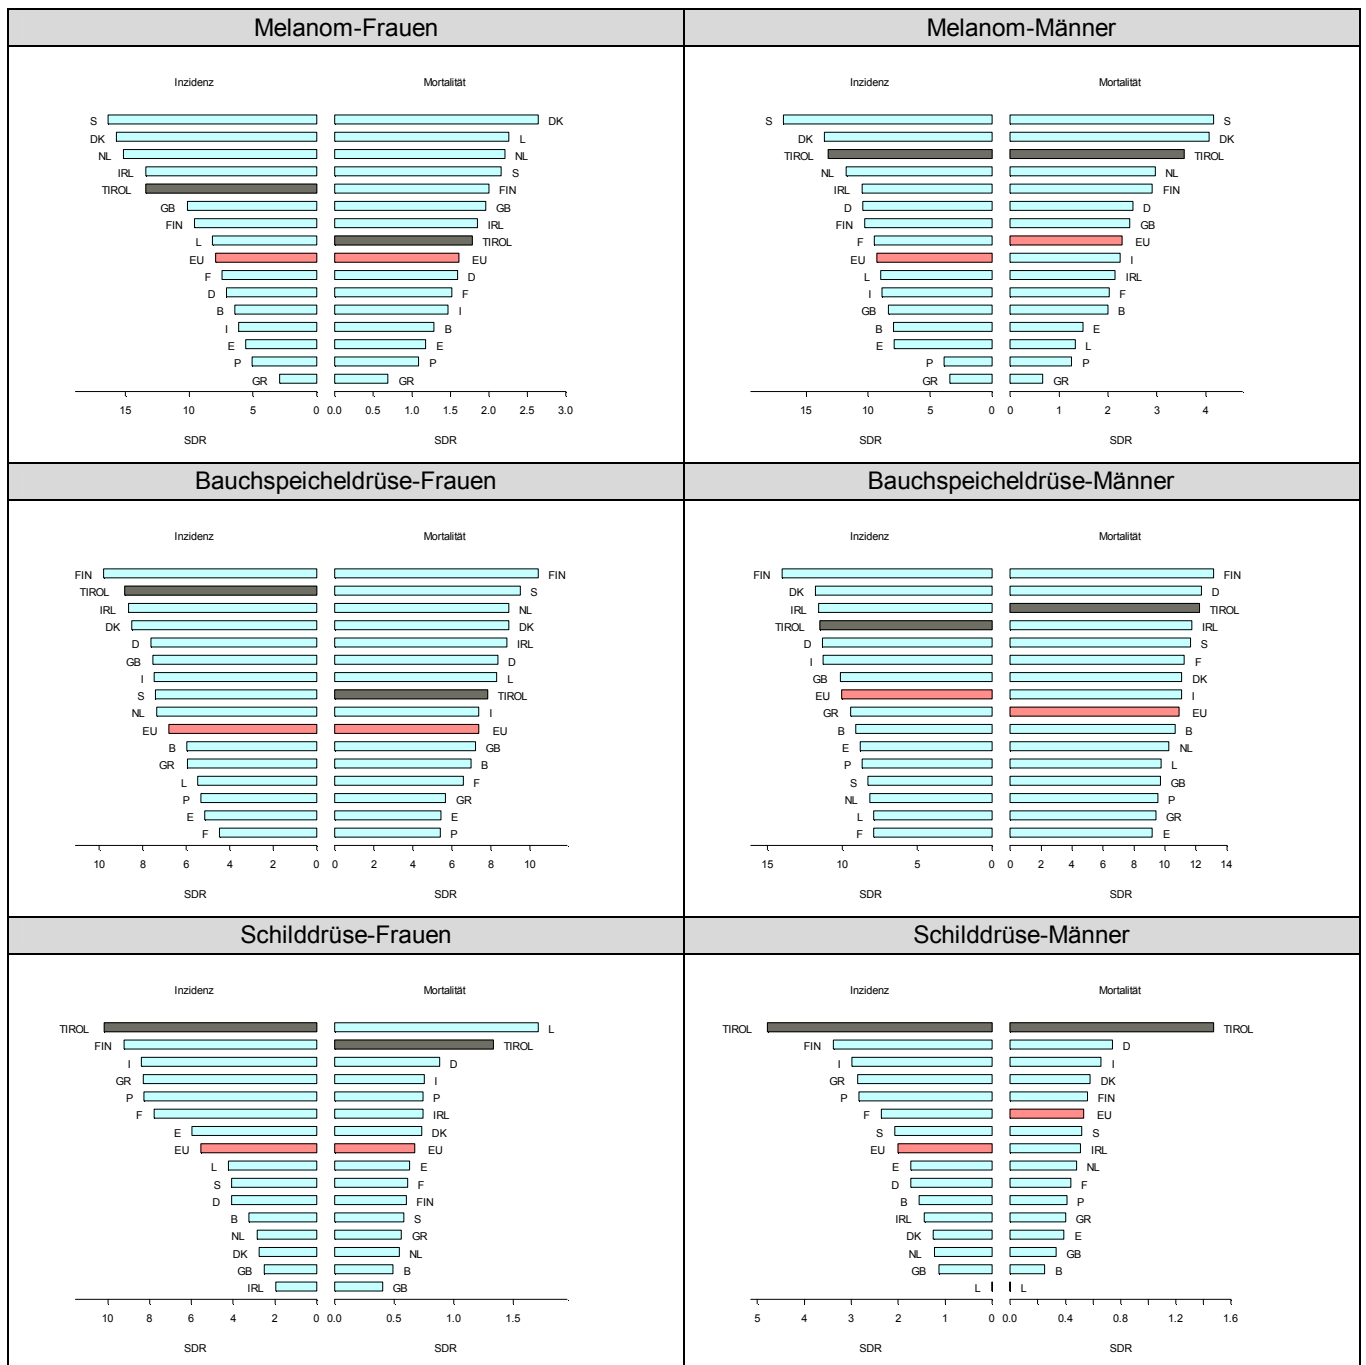 Melanom-Frauen
Inzidenz
Mortalität
S
DK
NL
IRL
TIROL
GB
FIN
L
EU
F
D
B
I
E
P
GR
DK
L
NL
S
FIN
GB
IRL
TIROL
EU
D
F
I
B
E
P
GR
15 10 5 0 0.0 0.5 1.0 1.5 2.0 2.5 3.0
SDR SDR
Melanom-Männer
Inzidenz
Mortalität
S
DK
TIROL
NL
IRL
D
FIN
F
EU
L
I
GB
B
E
P
GR
S
DK
TIROL
NL
FIN
D
GB
EU
I
IRL
F
B
E
L
P
GR
15 10 5 0 0 1 2 3 4
SDR SDR
Bauchspeicheldrüse-Frauen
Inzidenz
Mortalität
FIN
TIROL
IRL
DK
D
GB
I
S
NL
EU
B
GR
L
P
E
F
FIN
S
NL
DK
IRL
D
L
TIROL
I
EU
GB
B
F
GR
E
P
10 8 6 4 2 0 0 2 4 6 8 10
SDR SDR
Bauchspeicheldrüse-Männer
Inzidenz
Mortalität
FIN
DK
IRL
TIROL
D
I
GB
EU
GR
B
E
P
S
NL
L
F
FIN
D
TIROL
IRL
S
F
DK
I
EU
B
NL
L
GB
P
GR
E
15 10 5 0 0 2 4 6 8 10 12 14
SDR SDR
Schilddrüse-Frauen
Inzidenz
Mortalität
TIROL
FIN
I
GR
P
F
E
EU
L
S
D
B
NL
DK
GB
IRL
L
TIROL
D
I
P
IRL
DK
EU
E
F
FIN
S
GR
NL
B
GB
10 8 6 4 2 0 0.0 0.5 1.0 1.5
SDR SDR
Schilddrüse-Männer
Inzidenz
Mortalität
TIROL
FIN
I
GR
P
F
S
EU
E
D
B
IRL
DK
NL
GB
L
TIROL
D
I
DK
FIN
EU
S
IRL
NL
F
P
GR
E
GB
B
L
5 4 3 2 1 0 0.0 0.4 0.8 1.2 1.6
SDR SDR